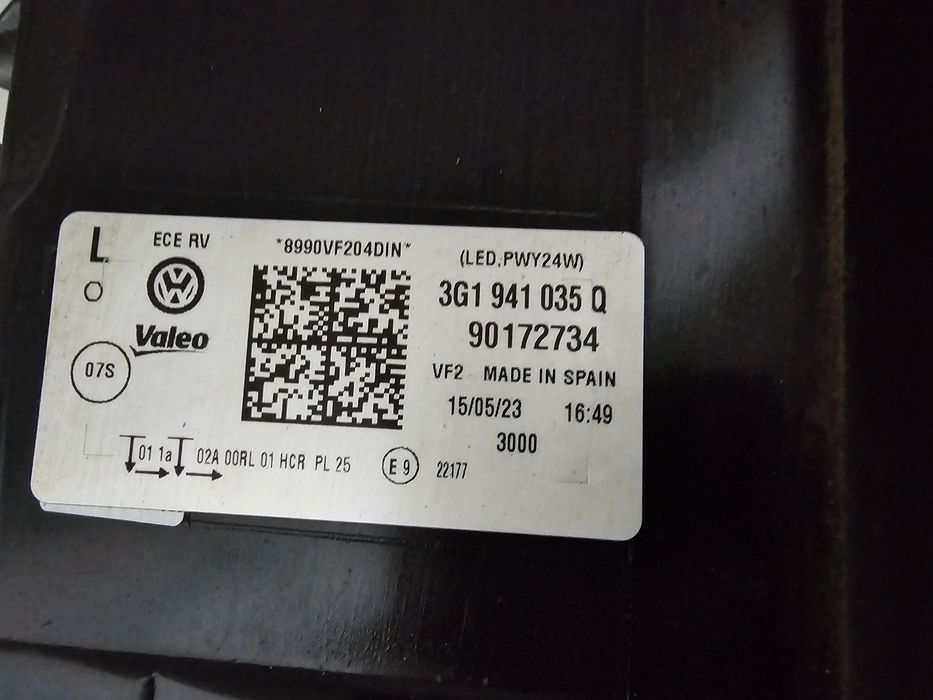 L ECE RV *8990VF204DIN* (LED,PWY24W)
O 3G1 941 035 Q
Valeo 90172734
07S VF2 MADE IN SPAIN
15/05/23 16:49
3000
01 1a 02A 00RL 01 HCR PL 25 E9 22177